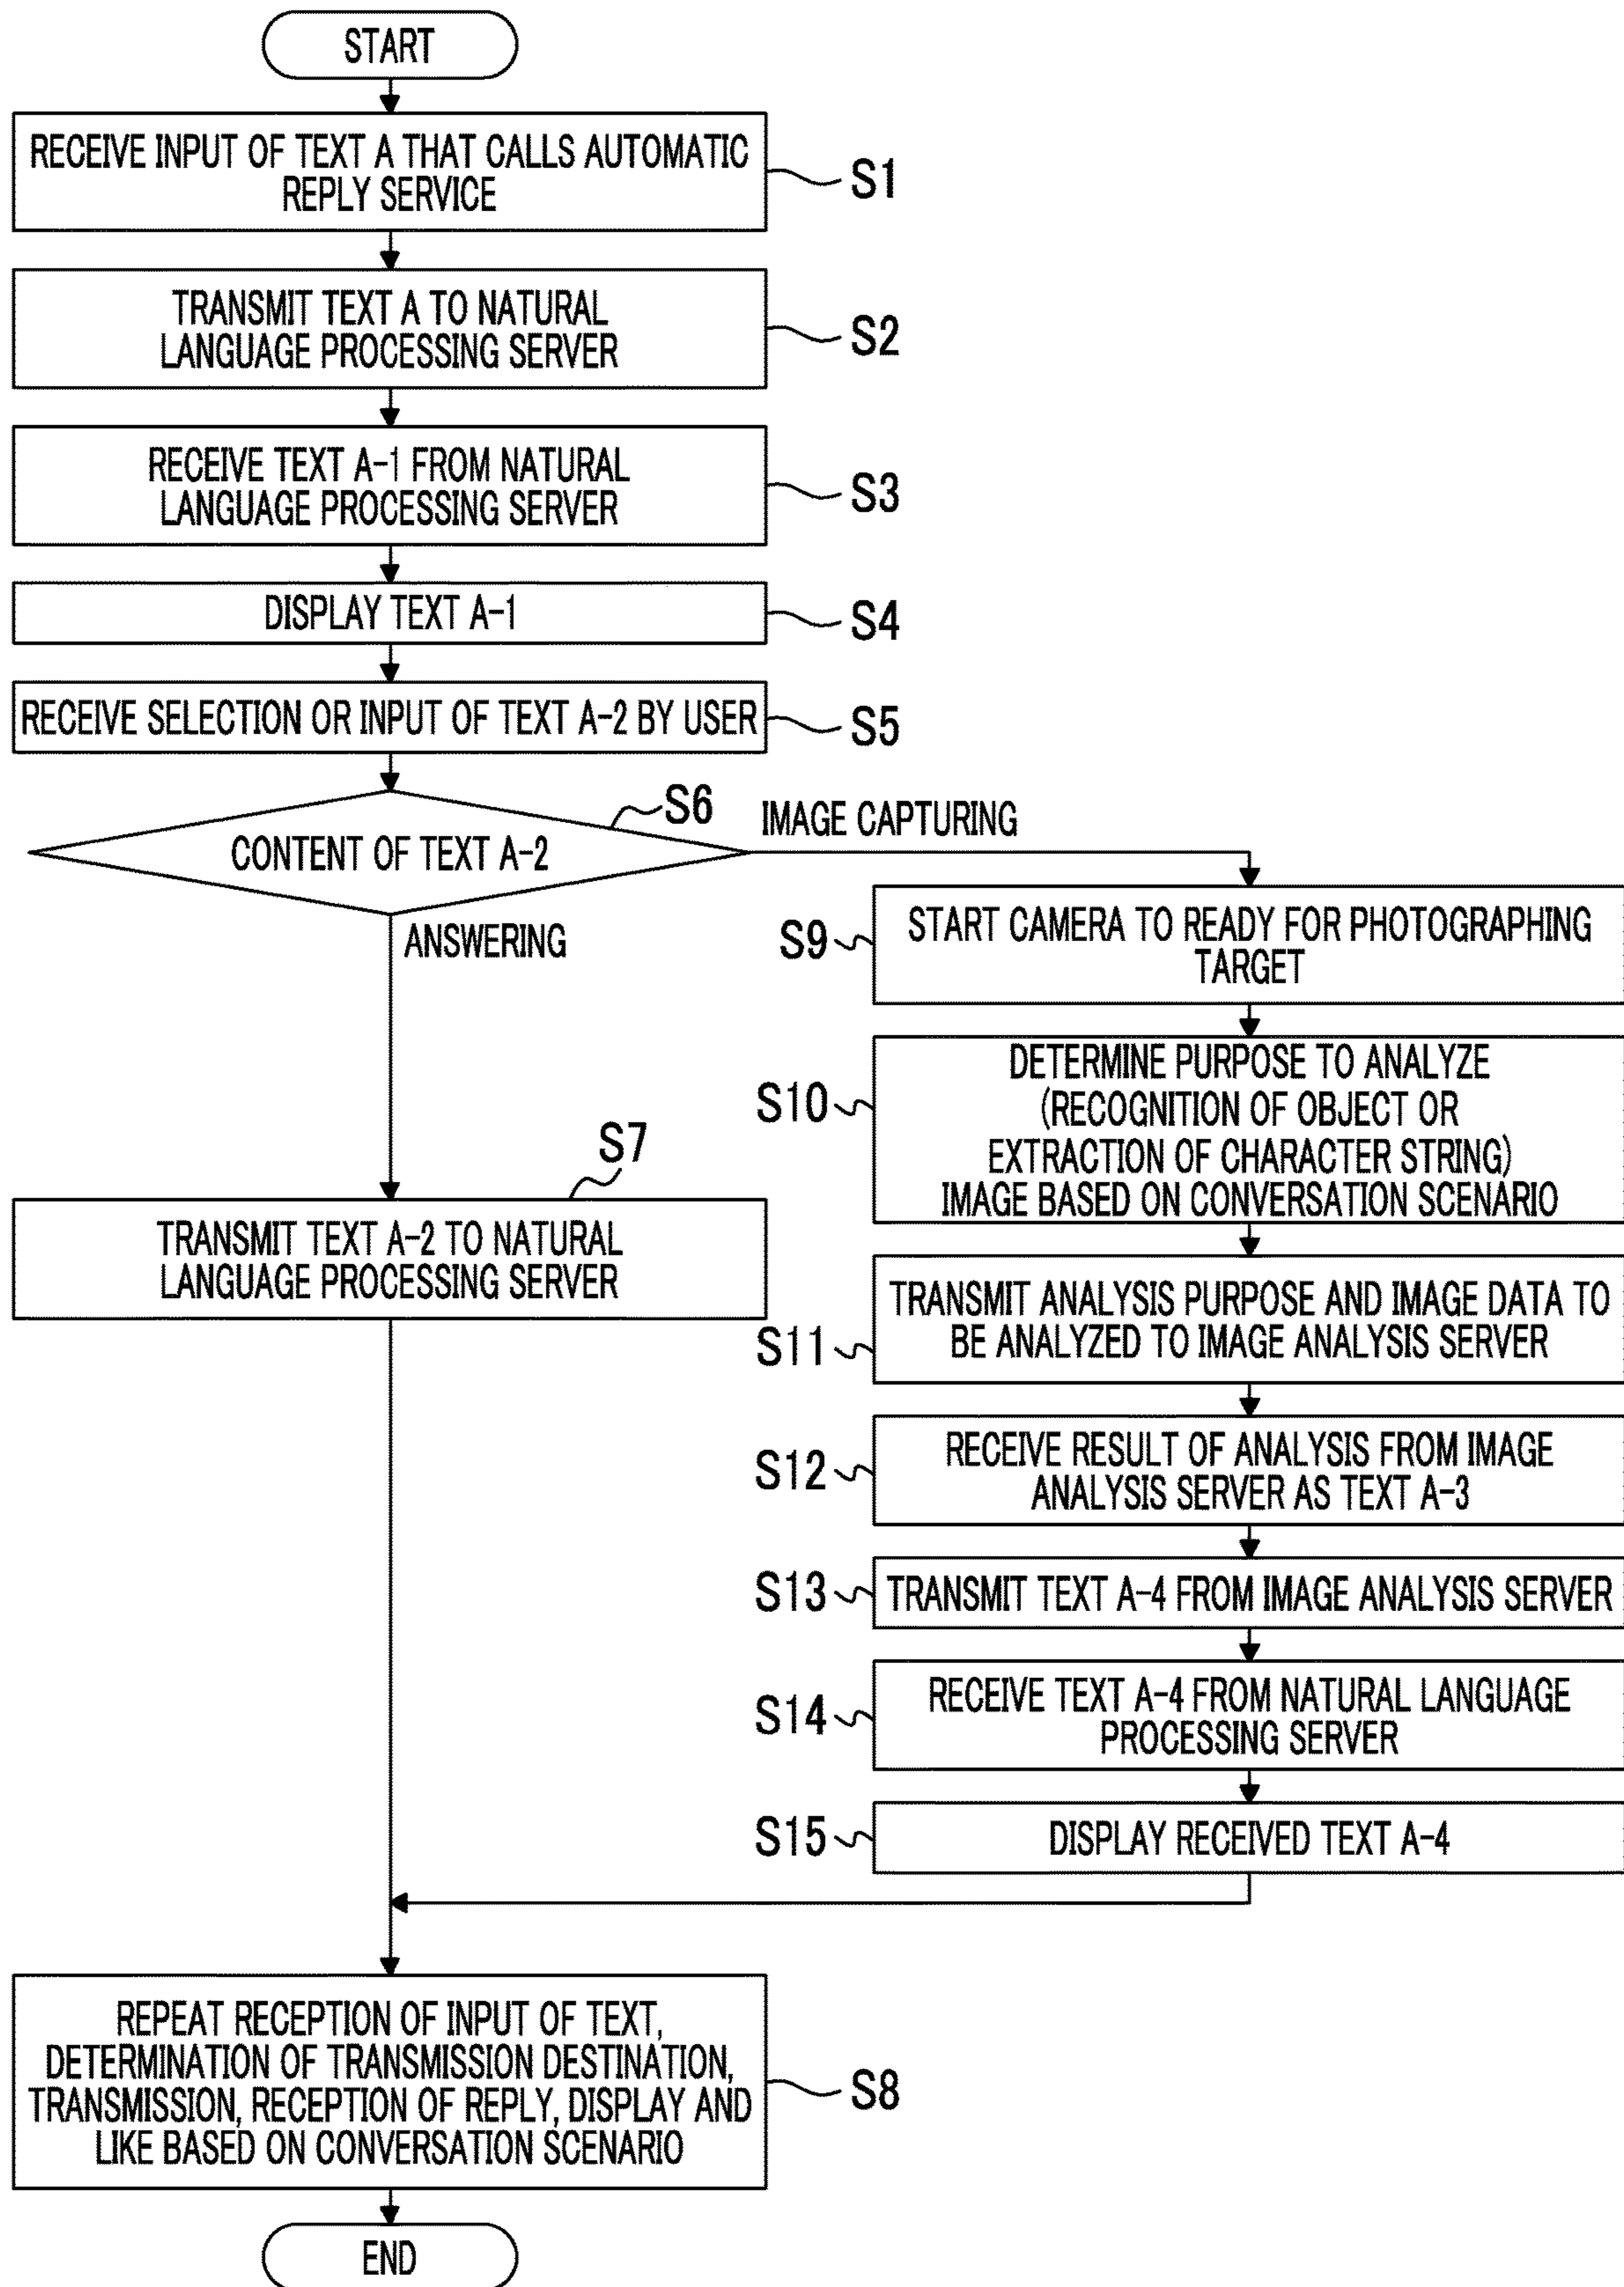 START
RECEIVE INPUT OF TEXT A THAT CALLS AUTOMATIC
REPLY SERVICE
S1
TRANSMIT TEXT A TO NATURAL
LANGUAGE PROCESSING SERVER
S2
RECEIVE TEXT A-1 FROM NATURAL
LANGUAGE PROCESSING SERVER
S3
DISPLAY TEXT A-1
S4
RECEIVE SELECTION OR INPUT OF TEXT A-2 BY USER
S5
CONTENT OF TEXT A-2
S6
IMAGE CAPTURING
ANSWERING
S7
TRANSMIT TEXT A-2 TO NATURAL
LANGUAGE PROCESSING SERVER
S9
START CAMERA TO READY FOR PHOTOGRAPHING
TARGET
S10
DETERMINE PURPOSE TO ANALYZE
(RECOGNITION OF OBJECT OR
EXTRACTION OF CHARACTER STRING)
IMAGE BASED ON CONVERSATION SCENARIO
S11
TRANSMIT ANALYSIS PURPOSE AND IMAGE DATA TO
BE ANALYZED TO IMAGE ANALYSIS SERVER
S12
RECEIVE RESULT OF ANALYSIS FROM IMAGE
ANALYSIS SERVER AS TEXT A-3
S13
TRANSMIT TEXT A-4 FROM IMAGE ANALYSIS SERVER
S14
RECEIVE TEXT A-4 FROM NATURAL LANGUAGE
PROCESSING SERVER
S15
DISPLAY RECEIVED TEXT A-4
REPEAT RECEPTION OF INPUT OF TEXT,
DETERMINATION OF TRANSMISSION DESTINATION,
TRANSMISSION, RECEPTION OF REPLY, DISPLAY AND
LIKE BASED ON CONVERSATION SCENARIO
S8
END